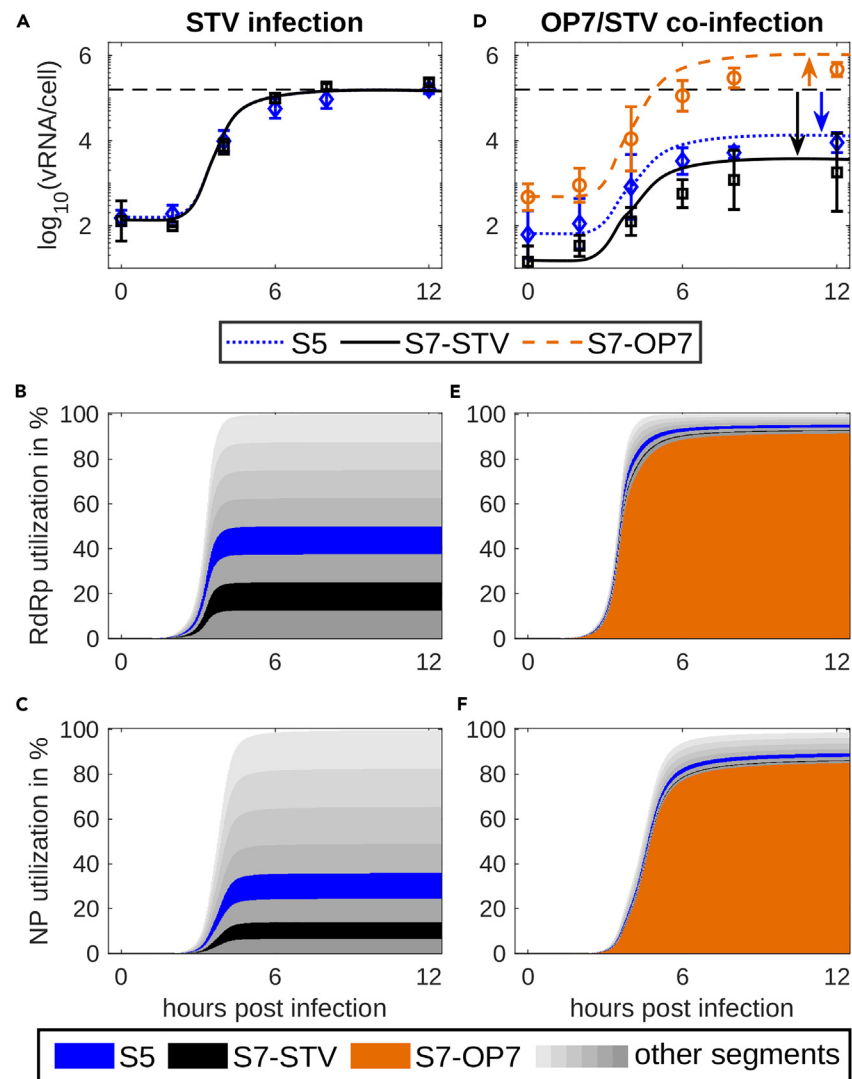 A
STV infection
D
OP7/STV co-infection
log10(vRNA/cell)
6
4
2
0
6
12
6
4
2
0
6
12
S5
S7-STV
S7-OP7
B
RdRp utilization in %
100
80
60
40
20
0
0
6
12
E
100
80
60
40
20
0
0
6
12
C
NP utilization in %
100
80
60
40
20
0
0
6
12
hours post infection
F
100
80
60
40
20
0
0
6
12
hours post infection
S5
S7-STV
S7-OP7
other segments